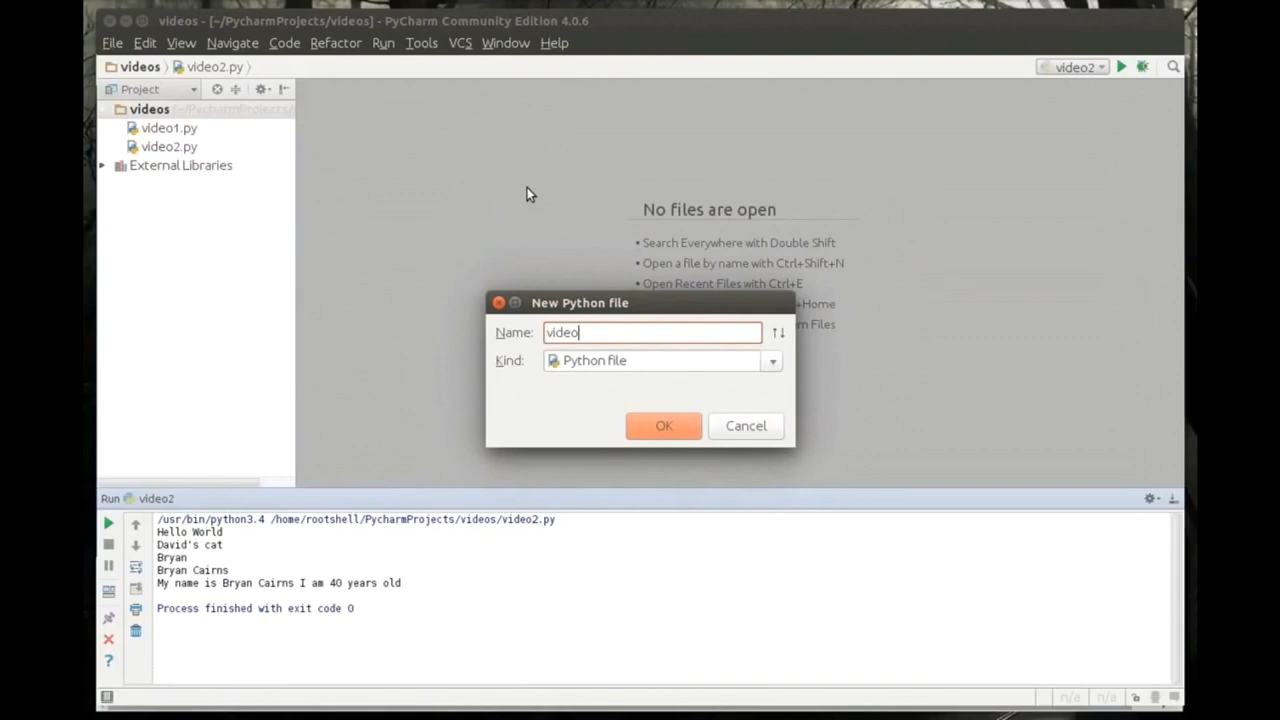 videos - [~/PycharmProjects/videos] - PyCharm Community Edition 4.0.6
File Edit View Navigate Code Refactor Run Tools VCS Window Help
videos video2.py
video2
Project
videos ~/PycharmProjects/
video1.py
video2.py
External Libraries
No files are open
• Search Everywhere with Double Shift
• Open a file by name with Ctrl+Shift+N
• Open Recent Files with Ctrl+E
+Home
m Files
New Python file
Name: video
Kind: Python file
OK Cancel
Run video2
/usr/bin/python3.4 /home/rootshell/PycharmProjects/videos/video2.py
Hello World
David's cat
Bryan
Bryan Cairns
My name is Bryan Cairns I am 40 years old
Process finished with exit code 0
n/a n/a